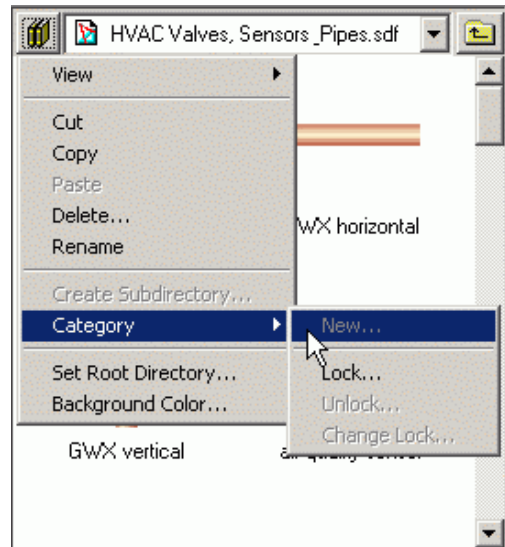 HVAC Valves, Sensors _Pipes.sdf
View
Cut
Copy
Paste
Delete...
Rename
WX horizontal
Create Subdirectory...
Category
New...
Set Root Directory...
Lock...
Background Color...
Unlock...
Change Lock...
GWX vertical